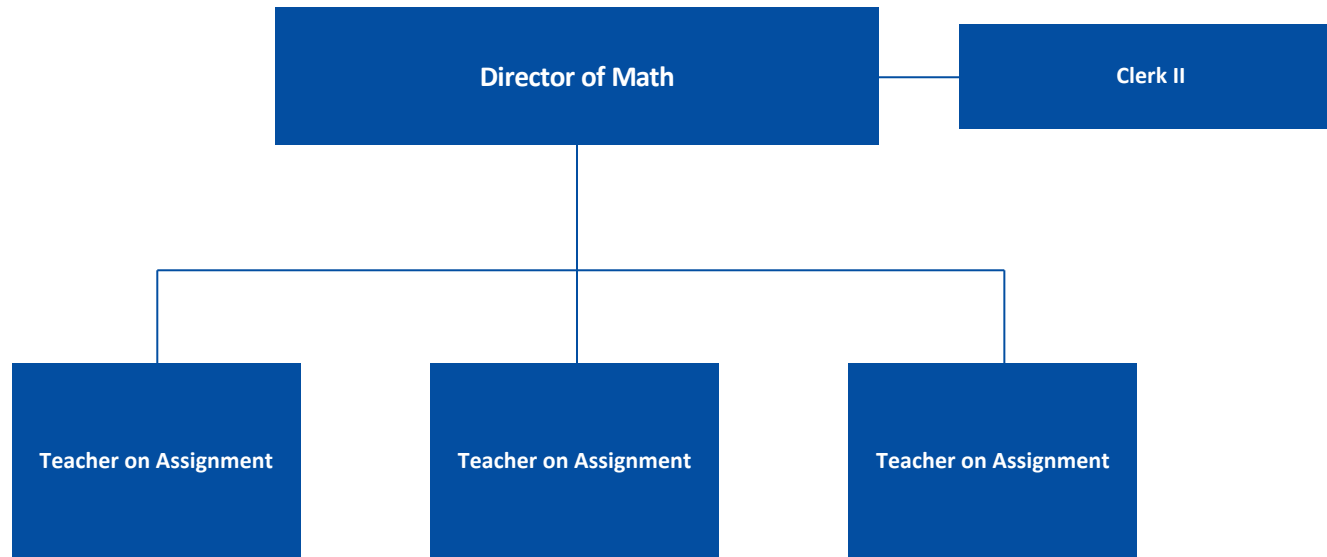 Director of Math
Clerk II
Teacher on Assignment
Teacher on Assignment
Teacher on Assignment